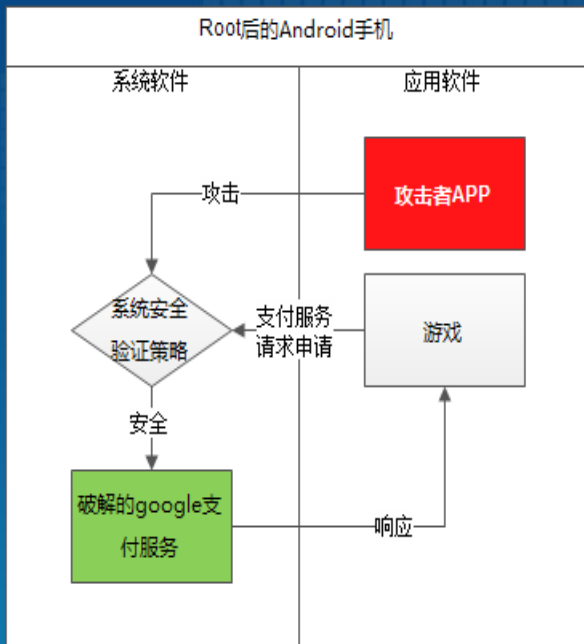 Root后的Android手机
系统软件
应用软件
攻击
攻击者APP
系统安全
验证策略
支付服务
请求申请
游戏
安全
破解的google支
付服务
响应